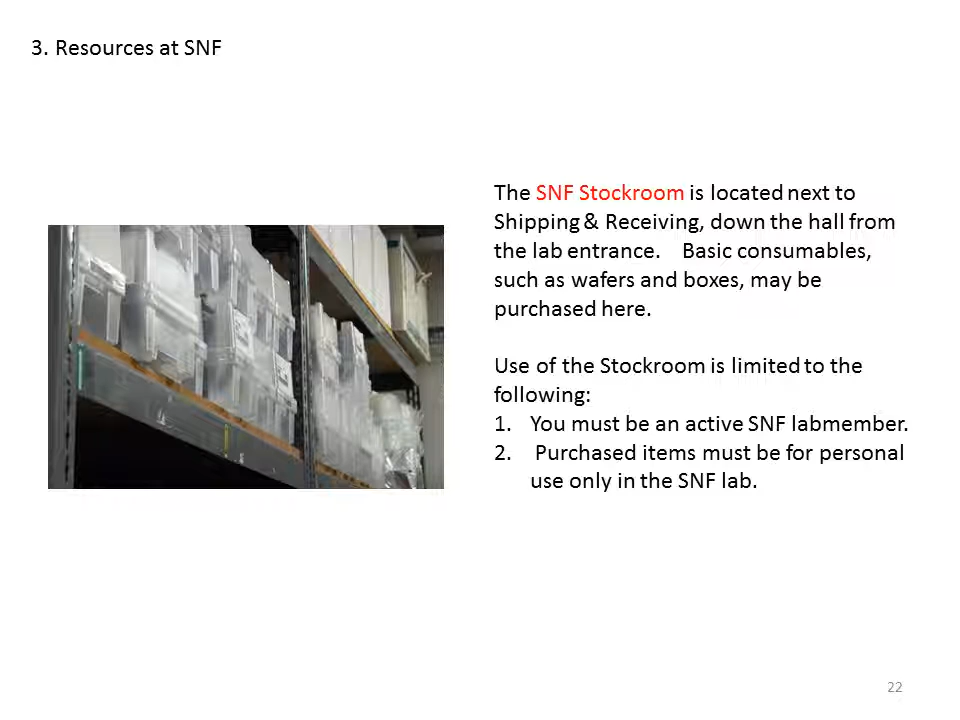 3. Resources at SNF
The SNF Stockroom is located next to
Shipping & Receiving, down the hall from
the lab entrance. Basic consumables,
such as wafers and boxes, may be
purchased here.
Use of the Stockroom is limited to the
following:
1. You must be an active SNF labmember.
2. Purchased items must be for personal
use only in the SNF lab.
22